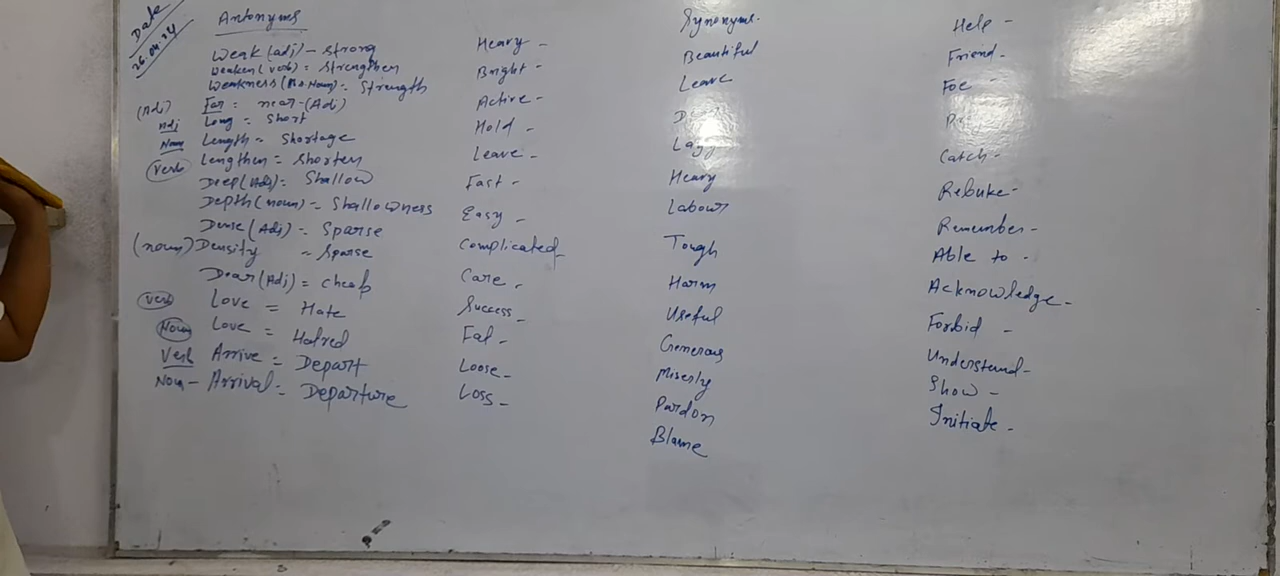 Date
26.04.24
Antonyms
Weak (adj) - Strong
Weaken (verb) = Strengthen
Weakness (Noun) = Strength
(Adj) Far = near - (Adj)
Adj Long = Short
Noun Length = Shortage
Verb Lengthen = Shorten
Deep (Adj) = Shallow
Depth (noun) = Shallowness
Dense (Adj) = Sparse
(noun) Density = Sparse
Dear (Adj) = Cheap
Verb Love = Hate
Noun Love = Hatred
Verb Arrive = Depart
Noun - Arrival = Departure
Heavy -
Bright -
Active -
Hold -
Leave -
Fast -
Easy -
Complicated -
Care -
Success -
Fat -
Loose -
Loss -
Synonyms.
Beautiful
Leave
Heavy
Labour
Tough
Harm
Useful
Generous
Miserly
Pardon
Blame
Help -
Friend -
Foe -
Catch -
Rebuke -
Remember -
Able to -
Acknowledge -
Forbid -
Understand -
Show -
Initiate -